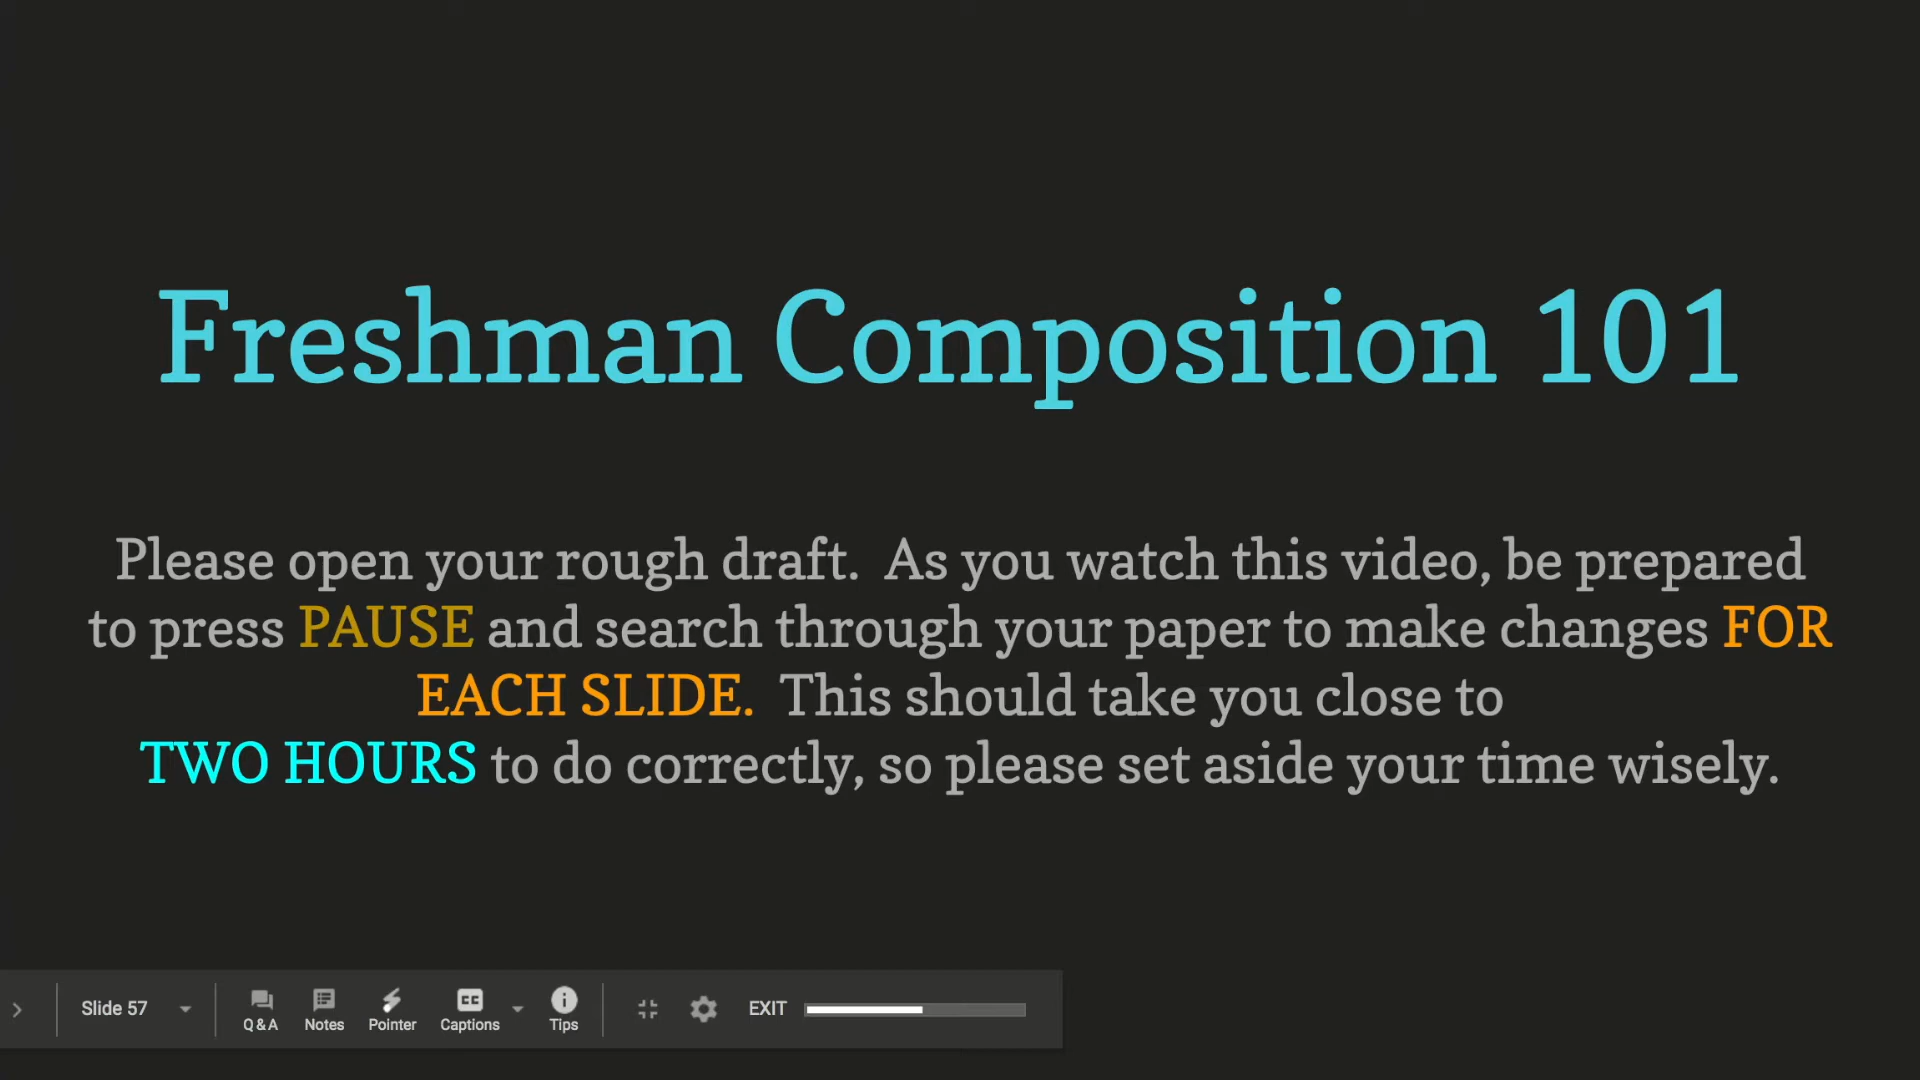 Freshman Composition 101
Please open your rough draft.  As you watch this video, be prepared
to press PAUSE and search through your paper to make changes FOR
EACH SLIDE.  This should take you close to
TWO HOURS to do correctly, so please set aside your time wisely.
Slide 57 Q & A Notes Pointer CC Captions Tips EXIT